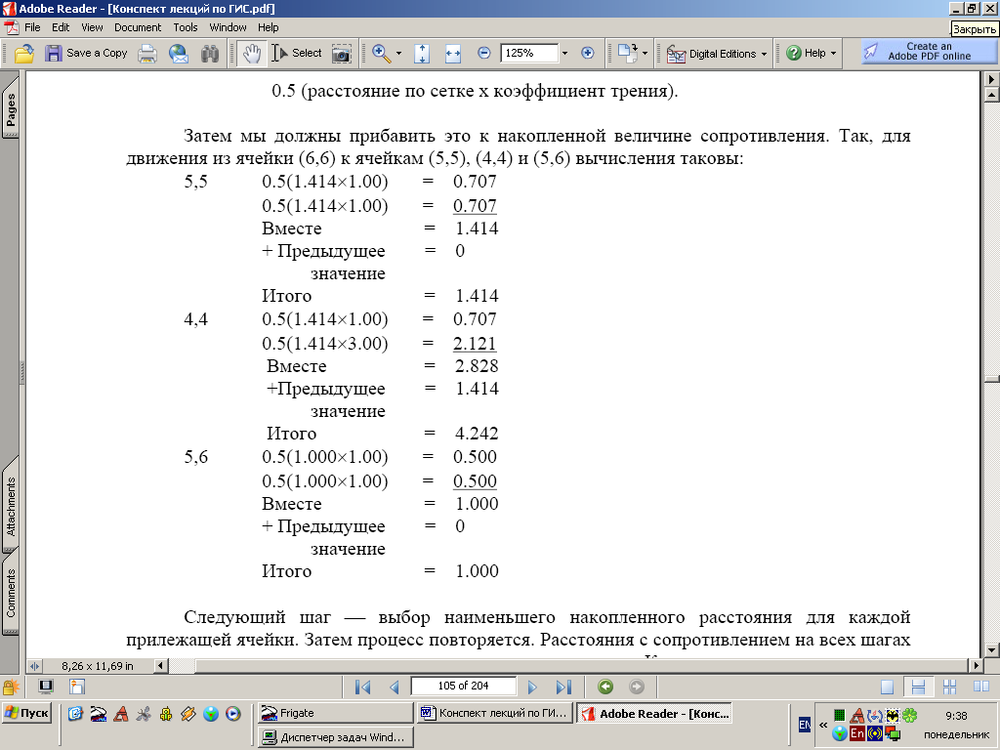 Adobe Reader - [Конспект лекций по ГИС.pdf]
File Edit View Document Tools Window Help
Закрыть
Save a Copy Select 125% Digital Editions Help Create an
Adobe PDF online
Pages
Attachments
Comments
0.5 (расстояние по сетке x коэффициент трения).
Затем мы должны прибавить это к накопленной величине сопротивления. Так, для
движения из ячейки (6,6) к ячейкам (5,5), (4,4) и (5,6) вычисления таковы:
5,5 0.5(1.414×1.00) = 0.707
0.5(1.414×1.00) = 0.707
Вместе = 1.414
+ Предыдущее = 0
значение
Итого = 1.414
4,4 0.5(1.414×1.00) = 0.707
0.5(1.414×3.00) = 2.121
Вместе = 2.828
+Предыдущее = 1.414
значение
Итого = 4.242
5,6 0.5(1.000×1.00) = 0.500
0.5(1.000×1.00) = 0.500
Вместе = 1.000
+ Предыдущее = 0
значение
Итого = 1.000
Следующий шаг — выбор наименьшего накопленного расстояния для каждой
прилежащей ячейки. Затем процесс повторяется. Расстояния с сопротивлением на всех шагах
8,26 x 11,69 in
105 of 204
Пуск Frigate Конспект лекций по ГИ... Adobe Reader - [Конс... EN « En 9:38
Диспетчер задач Wind... понедельник